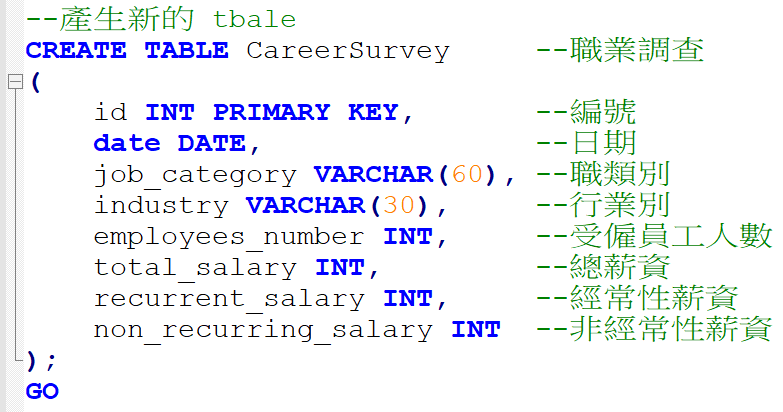 --產生新的 tbale
CREATE TABLE CareerSurvey --職業調查
(
id INT PRIMARY KEY, --編號
date DATE, --日期
job_category VARCHAR(60), --職類別
industry VARCHAR(30), --行業別
employees_number INT, --受僱員工人數
total_salary INT, --總薪資
recurrent_salary INT, --經常性薪資
non_recurring_salary INT --非經常性薪資
);
GO